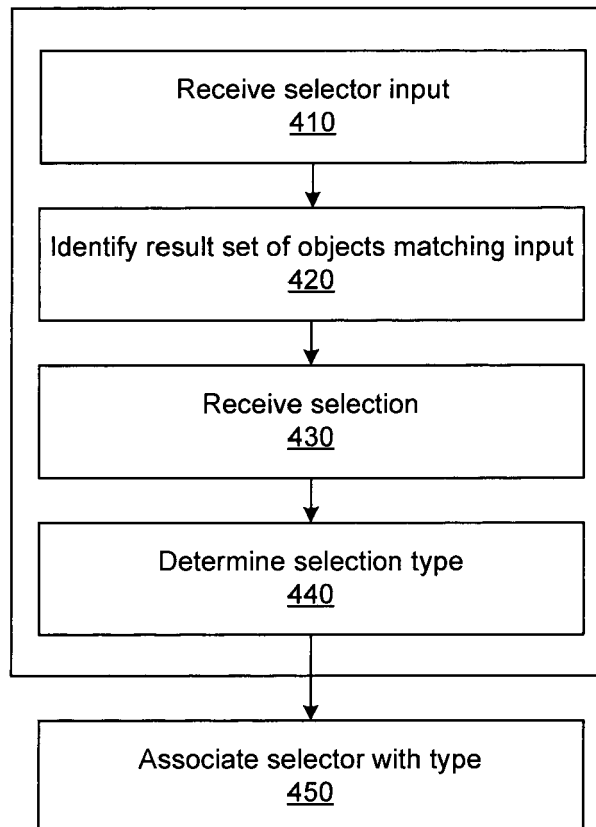 Receive selector input
410
Identify result set of objects matching input
420
Receive selection
430
Determine selection type
440
Associate selector with type
450